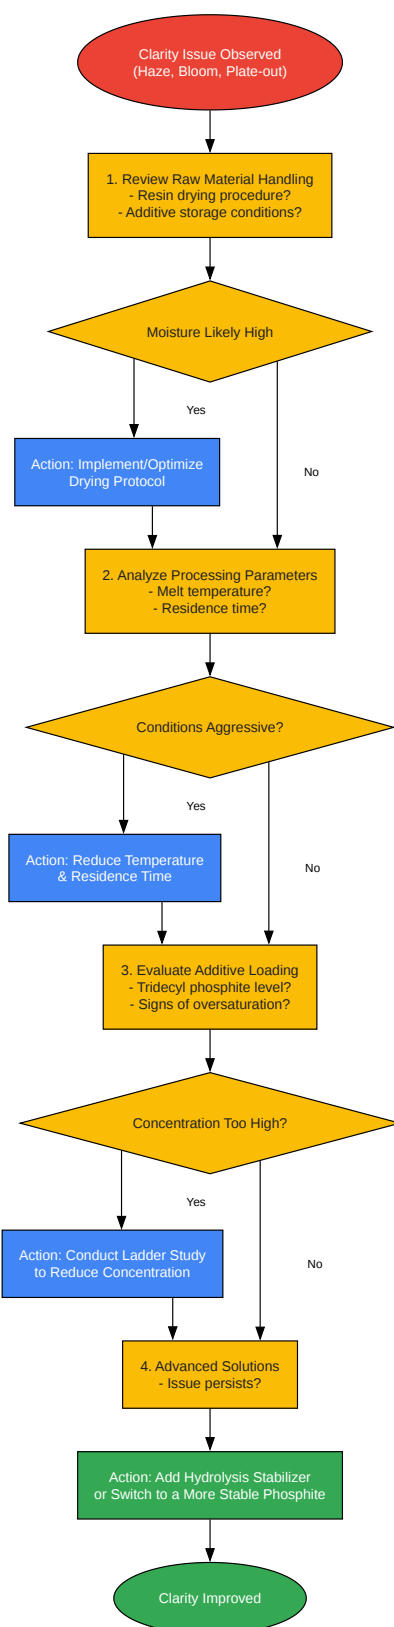 Clarity Issue Observed
(Haze, Bloom, Plate-out)
1. Review Raw Material Handling
- Resin drying procedure?
- Additive storage conditions?
Moisture Likely High
Yes
No
Action: Implement/Optimize
Drying Protocol
2. Analyze Processing Parameters
- Melt temperature?
- Residence time?
Conditions Aggressive?
Yes
No
Action: Reduce Temperature
& Residence Time
3. Evaluate Additive Loading
- Tridecyl phosphite level?
- Signs of oversaturation?
Concentration Too High?
Yes
No
Action: Conduct Ladder Study
to Reduce Concentration
4. Advanced Solutions
- Issue persists?
Action: Add Hydrolysis Stabilizer
or Switch to a More Stable Phosphite
Clarity Improved